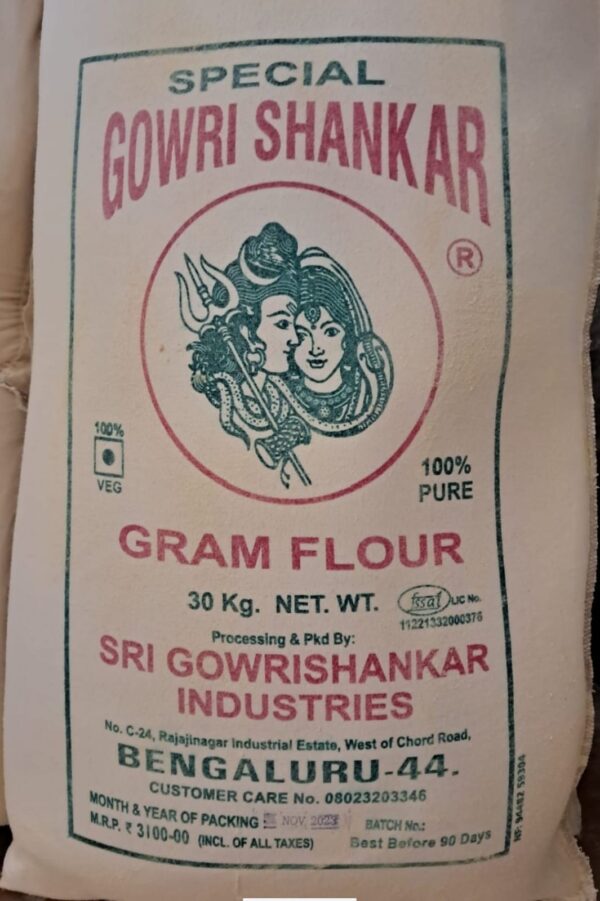 SPECIAL
GOWRI SHANKAR
®
100%
VEG
100%
PURE
GRAM FLOUR
30 Kg. NET. WT.
fssai LIC No.
11221332000376
Processing & Pkd By:
SRI GOWRISHANKAR
INDUSTRIES
No. C-24, Rajajinagar Industrial Estate, West of Chord Road,
BENGALURU-44.
CUSTOMER CARE No. 08023203346
MONTH & YEAR OF PACKING NOV 2023
BATCH No.:
M.R.P. ₹ 3100-00 (INCL. OF ALL TAXES)
Best Before 90 Days